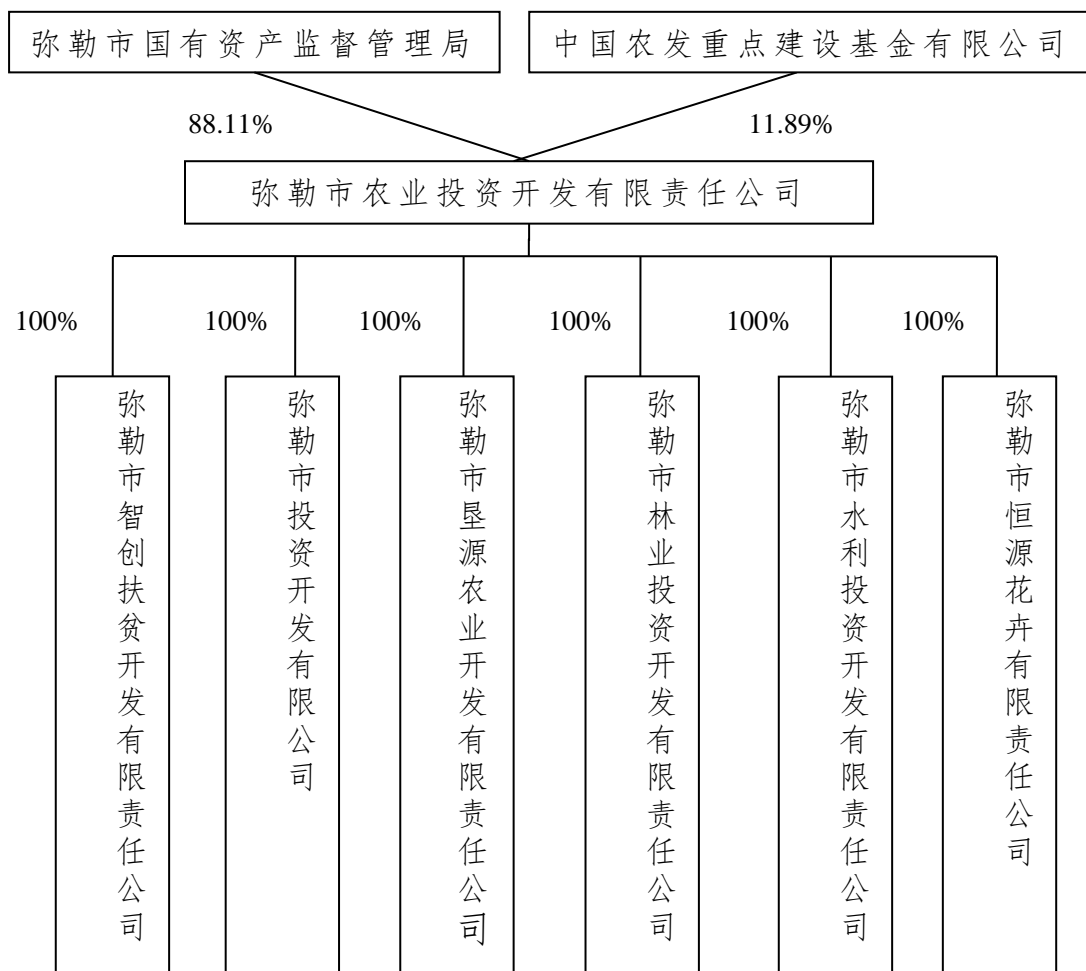 弥勒市国有资产监督管理局
中国农发重点建设基金有限公司
88.11%
11.89%
弥勒市农业投资开发有限责任公司
100%
100%
100%
100%
100%
100%
弥勒市智创扶贫开发有限责任公司
弥勒市投资开发有限公司
弥勒市垦源农业开发有限责任公司
弥勒市林业投资开发有限责任公司
弥勒市水利投资开发有限责任公司
弥勒市恒源花卉有限责任公司